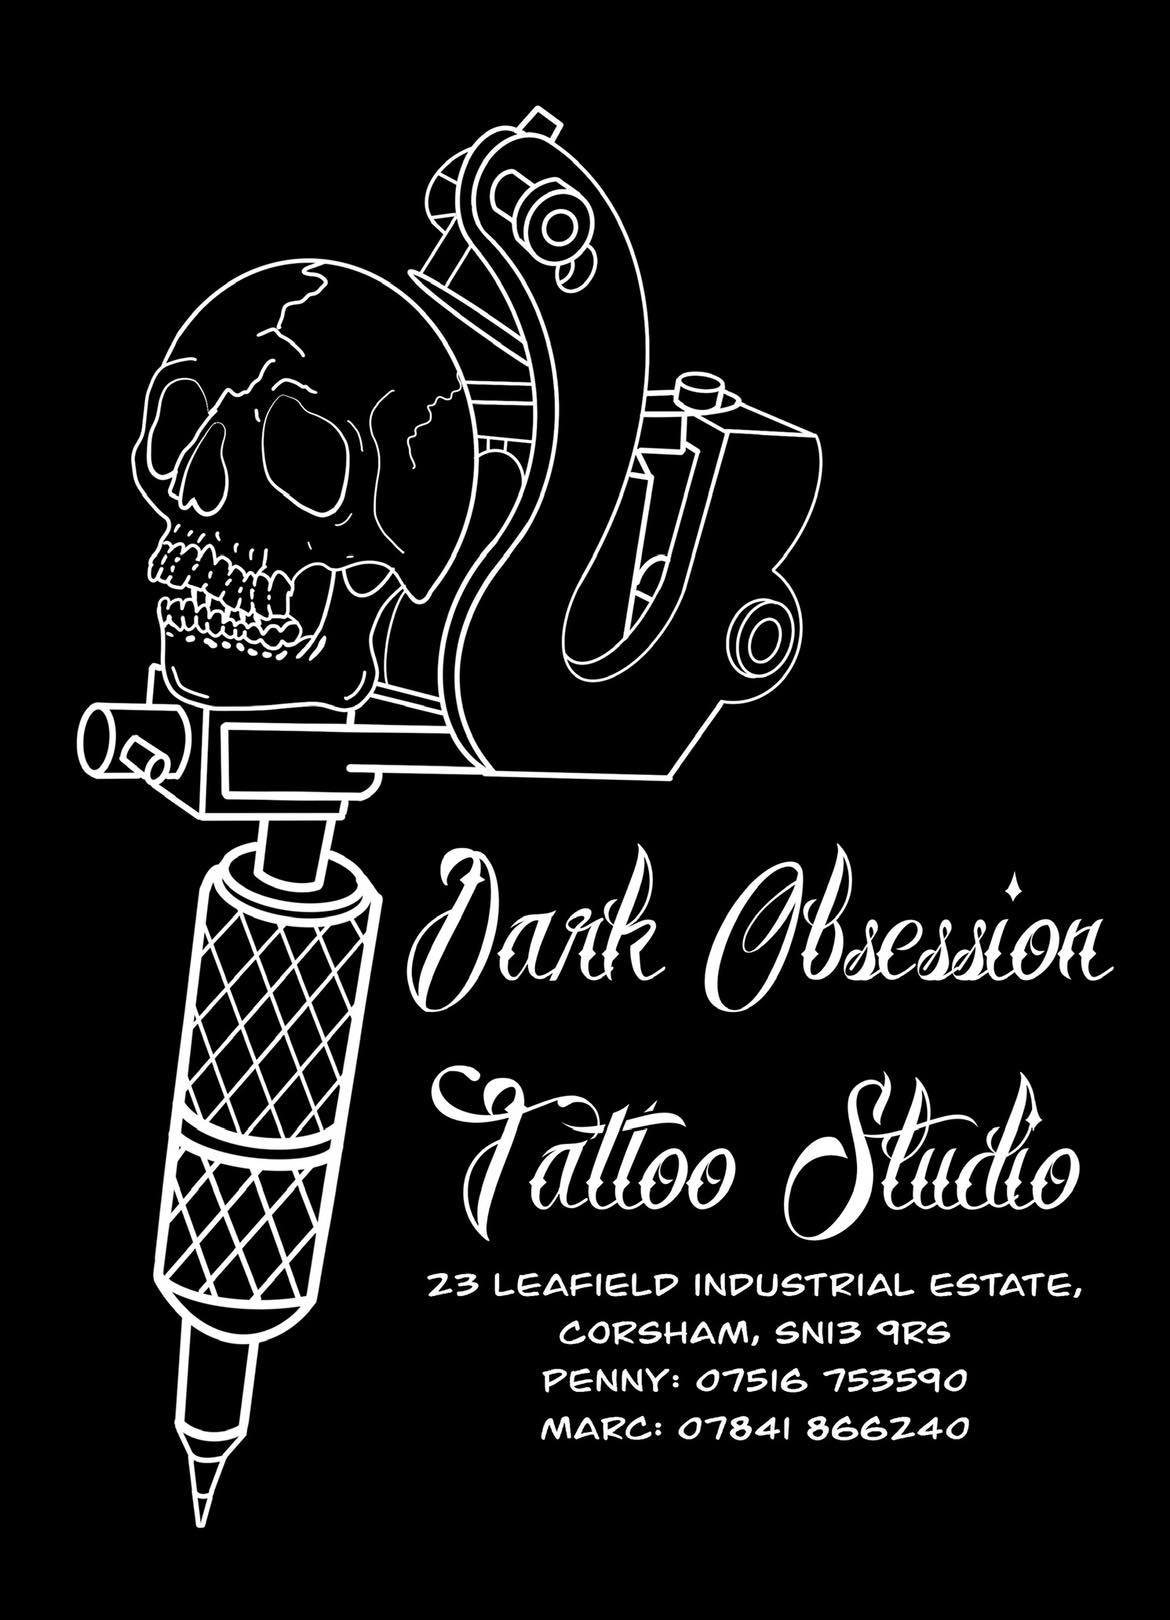 Dark Obsession
Tattoo Studio
23 LEAFIELD INDUSTRIAL ESTATE,
CORSHAM, SN13 9RS
PENNY: 07516 753590
MARC: 07841 866240